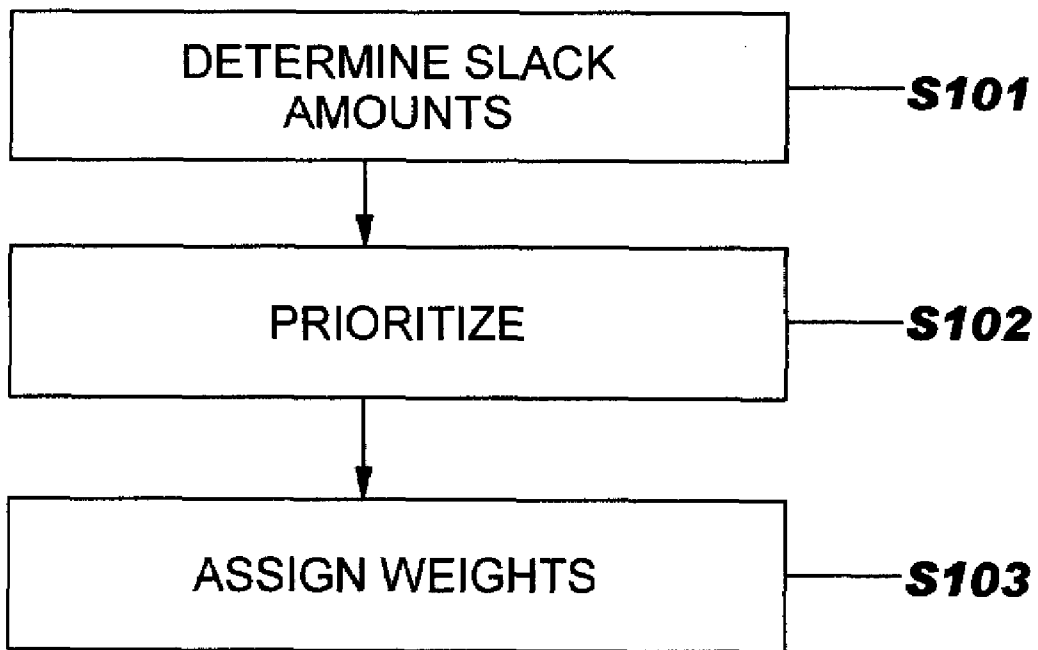 DETERMINE SLACK
AMOUNTS
S101
PRIORITIZE
S102
ASSIGN WEIGHTS
S103